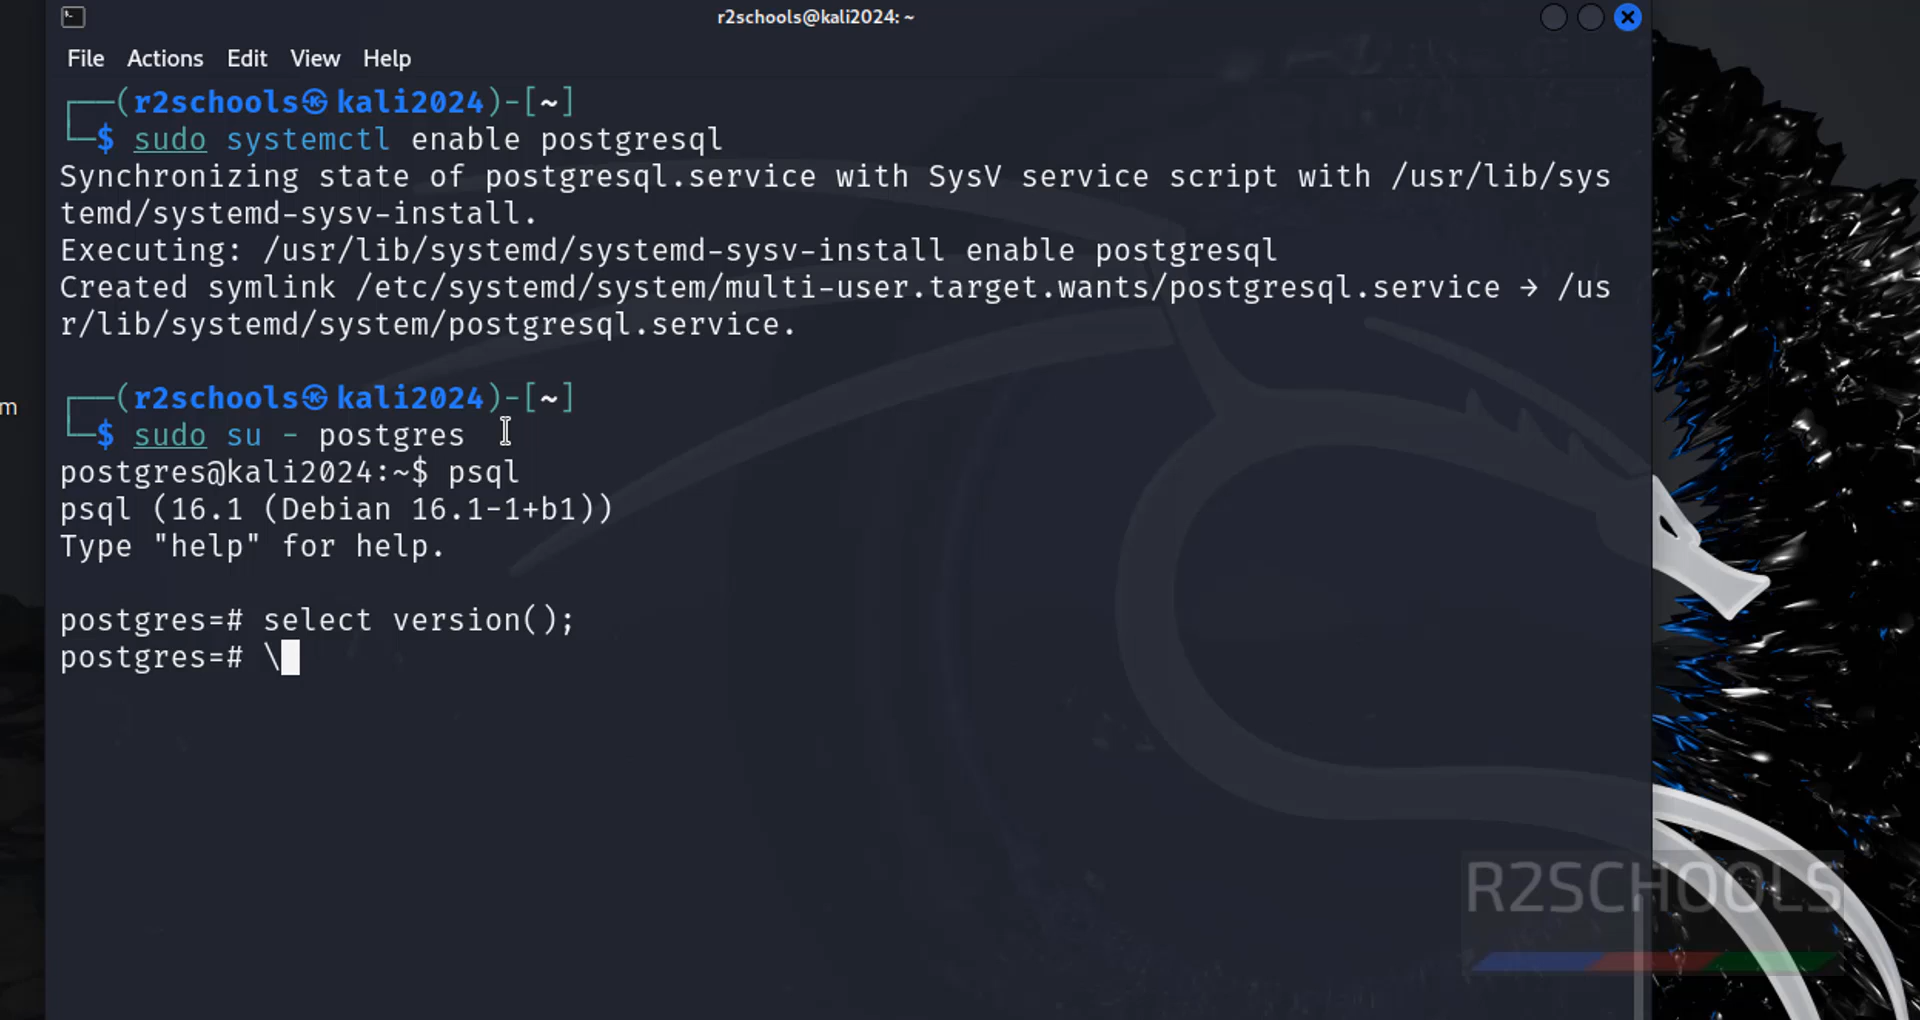 r2schools@kali2024: ~
File Actions Edit View Help
┌──(r2schools㉿kali2024)-[~]
└─$ sudo systemctl enable postgresql
Synchronizing state of postgresql.service with SysV service script with /usr/lib/sys
temd/systemd-sysv-install.
Executing: /usr/lib/systemd/systemd-sysv-install enable postgresql
Created symlink /etc/systemd/system/multi-user.target.wants/postgresql.service → /us
r/lib/systemd/system/postgresql.service.
┌──(r2schools㉿kali2024)-[~]
└─$ sudo su - postgres
m
postgres@kali2024:~$ psql
psql (16.1 (Debian 16.1-1+b1))
Type "help" for help.
postgres=# select version();
postgres=# \
R2SCHOOLS